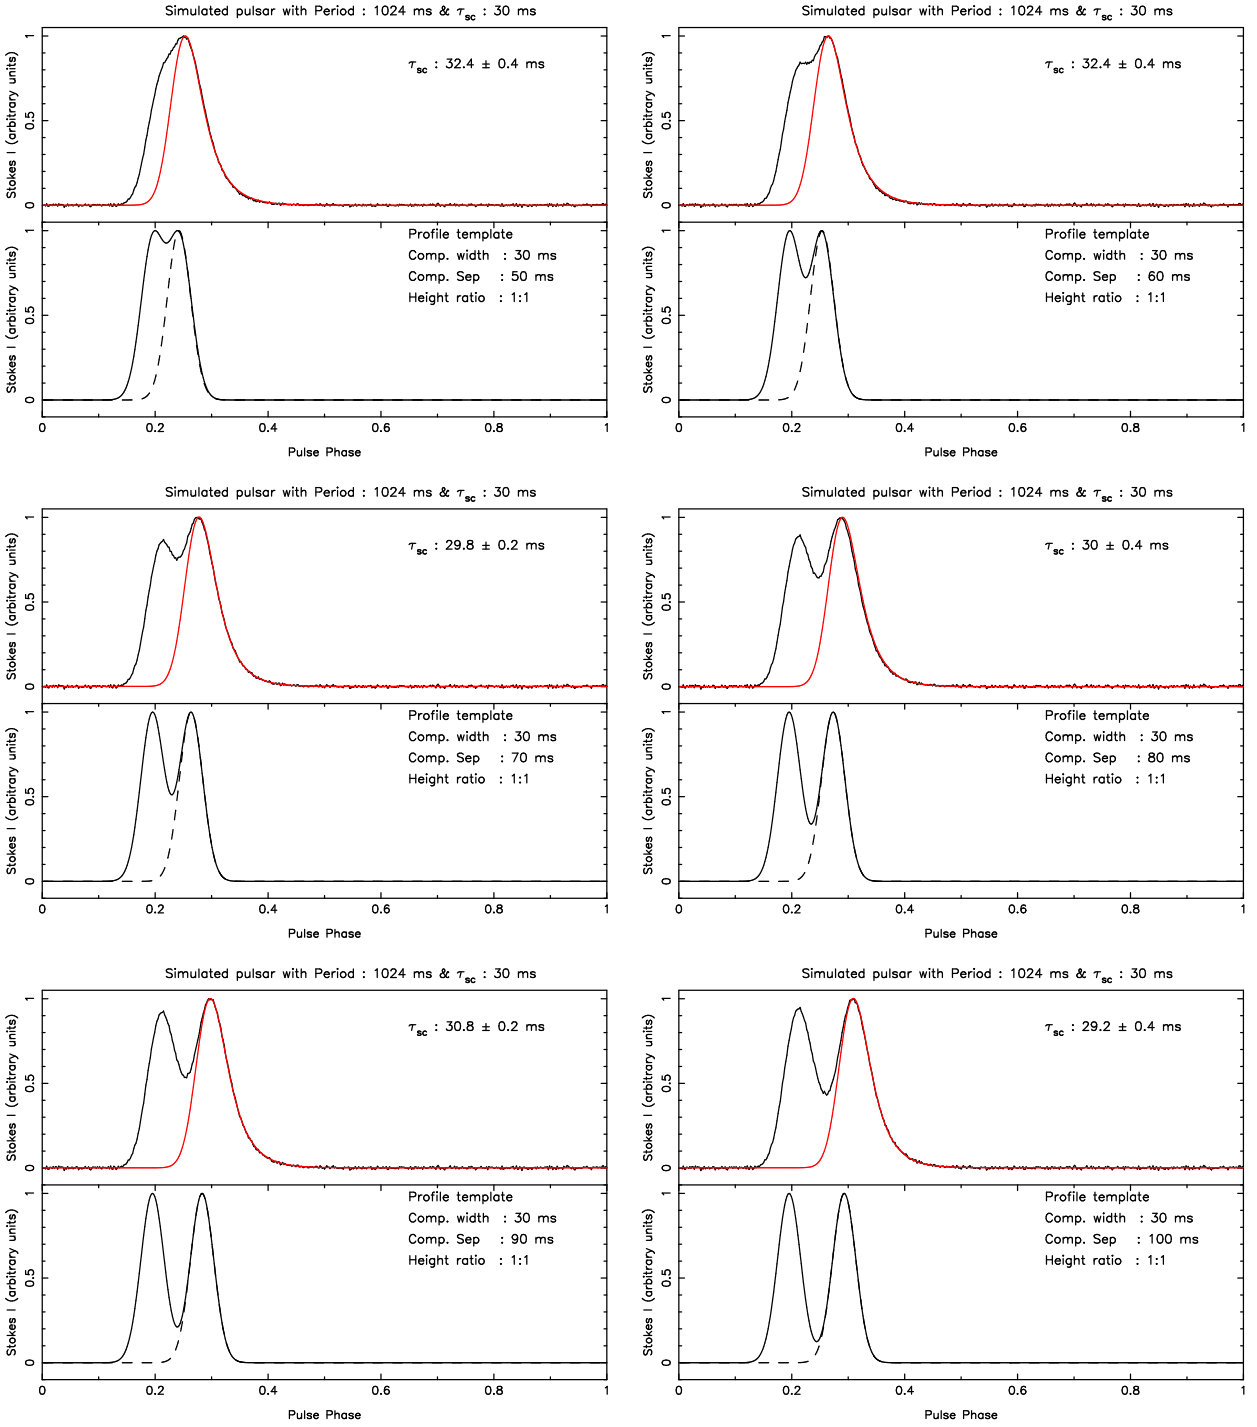 Simulated pulsar with Period : 1024 ms & τsc : 30 ms
Stokes I (arbitrary units)
1
0.5
0
τsc : 32.4 ± 0.4 ms
Stokes I (arbitrary units)
1
0.5
0
Profile template
Comp. width : 30 ms
Comp. Sep : 50 ms
Height ratio : 1:1
0 0.2 0.4 0.6 0.8 1
Pulse Phase
Simulated pulsar with Period : 1024 ms & τsc : 30 ms
Stokes I (arbitrary units)
1
0.5
0
τsc : 32.4 ± 0.4 ms
Stokes I (arbitrary units)
1
0.5
0
Profile template
Comp. width : 30 ms
Comp. Sep : 60 ms
Height ratio : 1:1
0 0.2 0.4 0.6 0.8 1
Pulse Phase
Simulated pulsar with Period : 1024 ms & τsc : 30 ms
Stokes I (arbitrary units)
1
0.5
0
τsc : 29.8 ± 0.2 ms
Stokes I (arbitrary units)
1
0.5
0
Profile template
Comp. width : 30 ms
Comp. Sep : 70 ms
Height ratio : 1:1
0 0.2 0.4 0.6 0.8 1
Pulse Phase
Simulated pulsar with Period : 1024 ms & τsc : 30 ms
Stokes I (arbitrary units)
1
0.5
0
τsc : 30 ± 0.4 ms
Stokes I (arbitrary units)
1
0.5
0
Profile template
Comp. width : 30 ms
Comp. Sep : 80 ms
Height ratio : 1:1
0 0.2 0.4 0.6 0.8 1
Pulse Phase
Simulated pulsar with Period : 1024 ms & τsc : 30 ms
Stokes I (arbitrary units)
1
0.5
0
τsc : 30.8 ± 0.2 ms
Stokes I (arbitrary units)
1
0.5
0
Profile template
Comp. width : 30 ms
Comp. Sep : 90 ms
Height ratio : 1:1
0 0.2 0.4 0.6 0.8 1
Pulse Phase
Simulated pulsar with Period : 1024 ms & τsc : 30 ms
Stokes I (arbitrary units)
1
0.5
0
τsc : 29.2 ± 0.4 ms
Stokes I (arbitrary units)
1
0.5
0
Profile template
Comp. width : 30 ms
Comp. Sep : 100 ms
Height ratio : 1:1
0 0.2 0.4 0.6 0.8 1
Pulse Phase